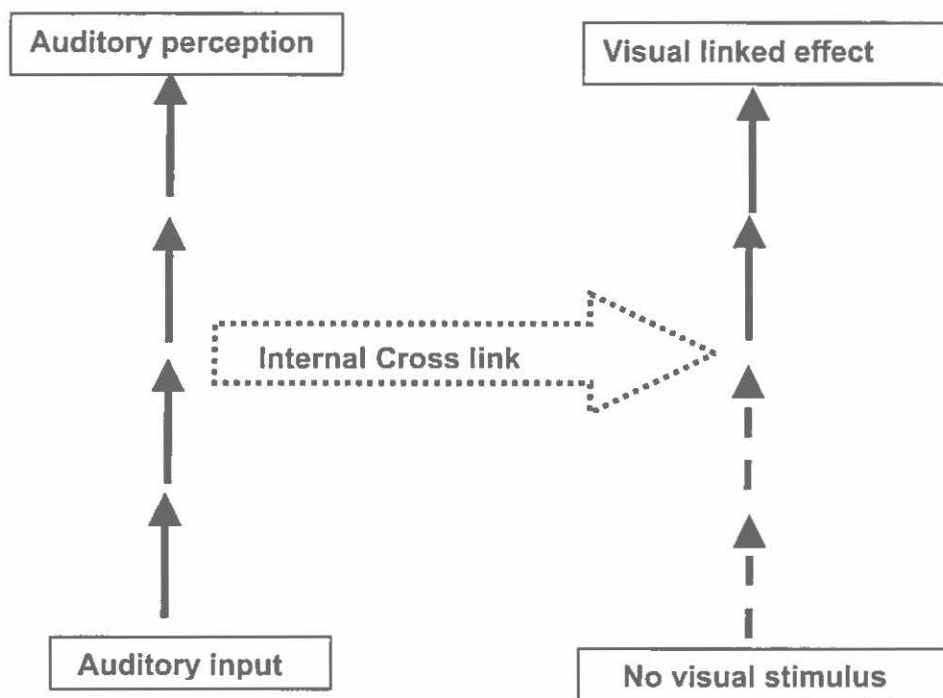 Auditory perception
Visual linked effect
Internal Cross link
Auditory input
No visual stimulus